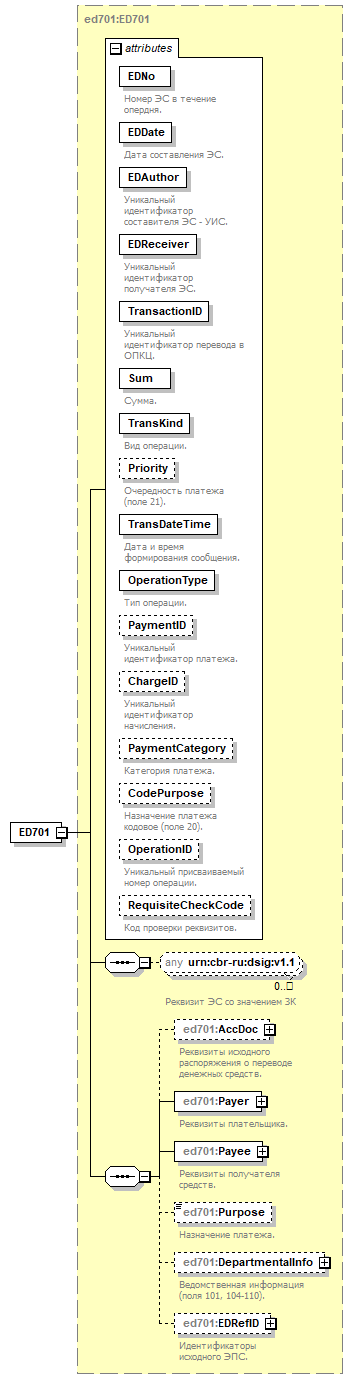 ed701:ED701
attributes
EDNo
Номер ЭС в течение
опердня.
EDDate
Дата составления ЭС.
EDAuthor
Уникальный
идентификатор
составителя ЭС - УИС.
EDReceiver
Уникальный
идентификатор
получателя ЭС.
TransactionID
Уникальный
идентификатор перевода в
ОПКЦ.
Sum
Сумма.
TransKind
Вид операции.
Priority
Очередность платежа
(поле 21).
TransDateTime
Дата и время
формирования сообщения.
OperationType
Тип операции.
PaymentID
Уникальный
идентификатор платежа.
ChargeID
Уникальный
идентификатор
начисления.
PaymentCategory
Категория платежа.
CodePurpose
Назначение платежа
кодовое (поле 20).
OperationID
Уникальный присваиваемый
номер операции.
RequisiteCheckCode
Код проверки реквизитов.
ED701
any urn:cbr-ru:dsig:v1.1
0..
Реквизит ЭС со значением ЗК
ed701:AccDoc
Реквизиты исходного
распоряжения о переводе
денежных средств.
ed701:Payer
Реквизиты плательщика.
ed701:Payee
Реквизиты получателя
средств.
ed701:Purpose
Назначение платежа.
ed701:DepartmentalInfo
Ведомственная информация
(поля 101, 104-110).
ed701:EDRefID
Идентификаторы
исходного ЭПС.